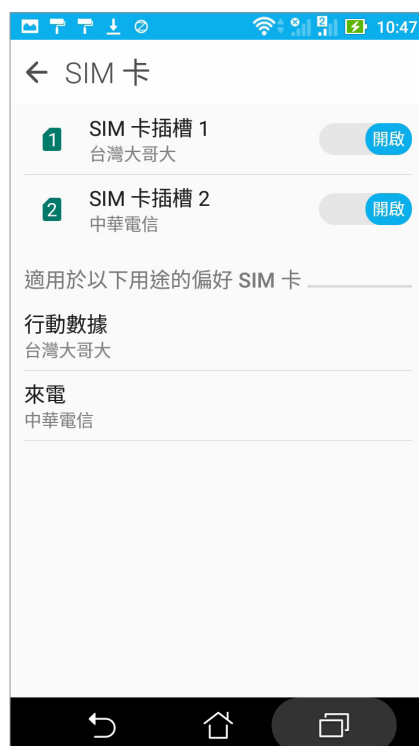 10:47
SIM 卡
1
SIM 卡插槽 1
台灣大哥大
開啟
2
SIM 卡插槽 2
中華電信
開啟
適用於以下用途的偏好 SIM 卡
行動數據
台灣大哥大
來電
中華電信